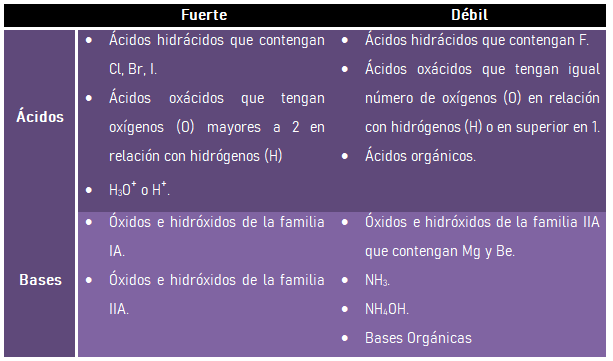 Fuerte Débil
Ácidos
• Ácidos hidrácidos que contengan
Cl, Br, I.
• Ácidos oxácidos que tengan
oxígenos (O) mayores a 2 en
relación con hidrógenos (H)
• H₃O⁺ o H⁺.
• Ácidos hidrácidos que contengan F.
• Ácidos oxácidos que tengan igual
número de oxígenos (O) en relación
con hidrógenos (H) o en superior en 1.
• Ácidos orgánicos.
Bases
• Óxidos e hidróxidos de la familia
IA.
• Óxidos e hidróxidos de la familia
IIA.
• Óxidos e hidróxidos de la familia IIA
que contengan Mg y Be.
• NH₃.
• NH₄OH.
• Bases Orgánicas